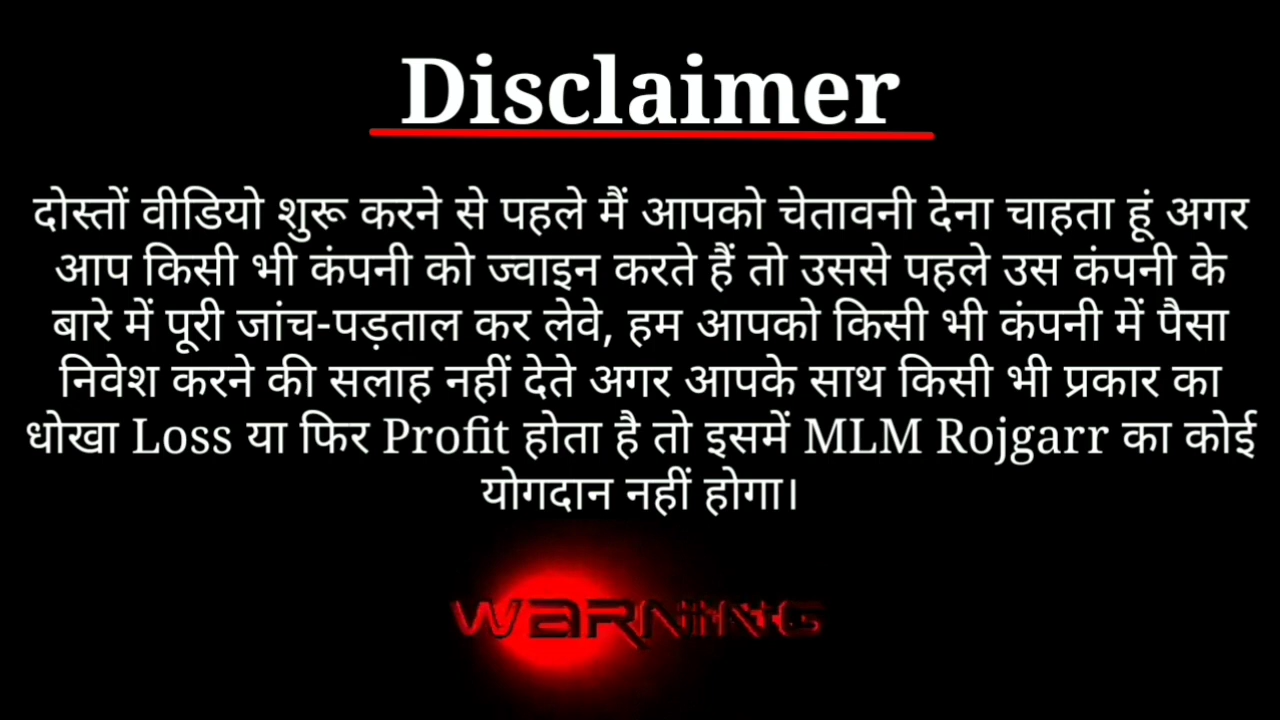 Disclaimer
दोस्तों वीडियो शुरू करने से पहले मैं आपको चेतावनी देना चाहता हूं अगर
आप किसी भी कंपनी को ज्वाइन करते हैं तो उससे पहले उस कंपनी के
बारे में पूरी जांच-पड़ताल कर लेवे, हम आपको किसी भी कंपनी में पैसा
निवेश करने की सलाह नहीं देते अगर आपके साथ किसी भी प्रकार का
धोखा Loss या फिर Profit होता है तो इसमें MLM Rojgarr का कोई
योगदान नहीं होगा।
WARNING